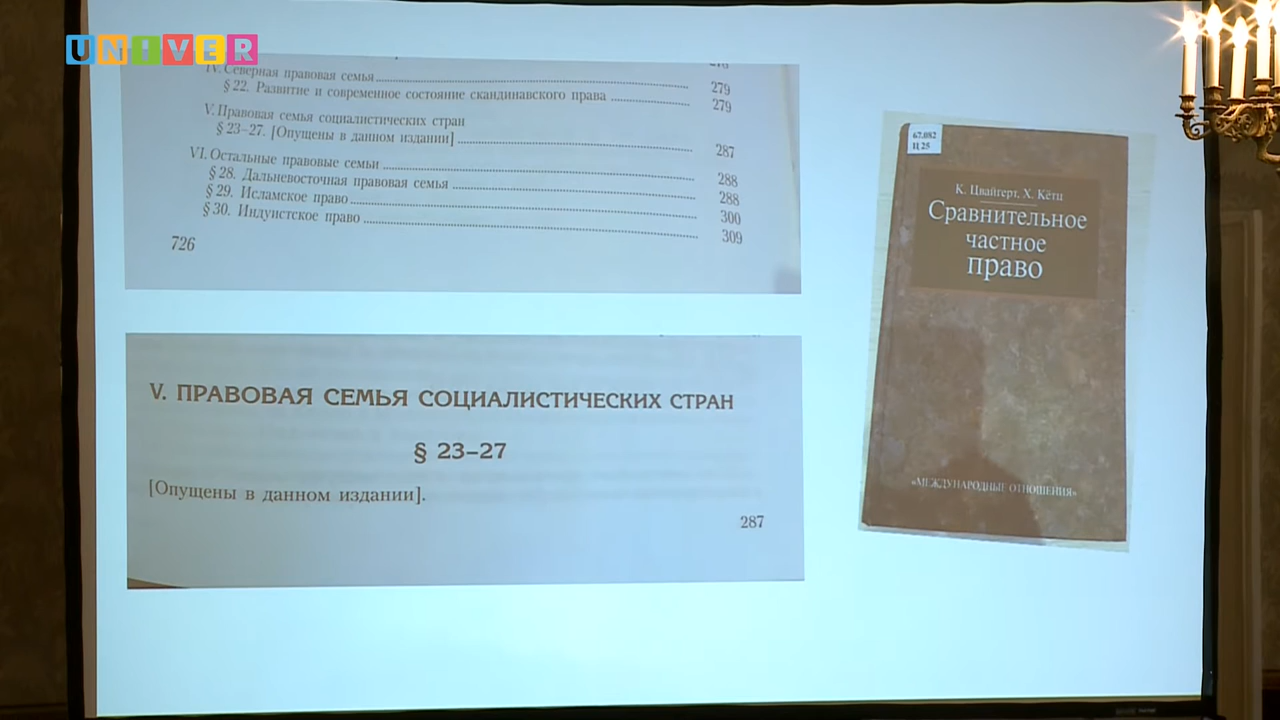 UNIVER
IV. Северная правовая семья 279
§ 22. Развитие и современное состояние скандинавского права 279
V. Правовая семья социалистических стран
§ 23–27. [Опущены в данном издании] 287
VI. Остальные правовые семьи 288
§ 28. Дальневосточная правовая семья 288
§ 29. Исламское право 300
§ 30. Индуистское право 309
726
V. ПРАВОВАЯ СЕМЬЯ СОЦИАЛИСТИЧЕСКИХ СТРАН
§ 23–27
[Опущены в данном издании].
287
67.082
Ц 25
К. Цвайгерт, Х. Кётц
Сравнительное
частное
право
«МЕЖДУНАРОДНЫЕ ОТНОШЕНИЯ»